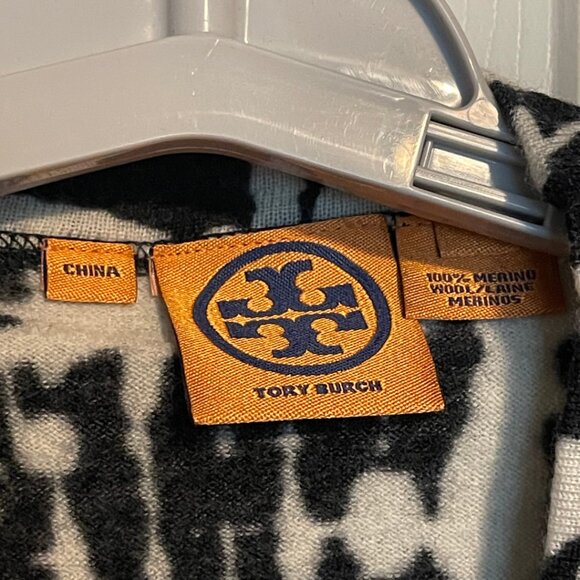 CHINA
TORY BURCH
100% MERINO
WOOL/LAINE
MERINOS